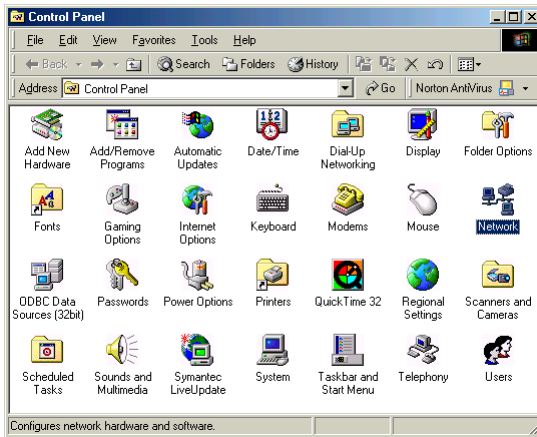 Control Panel
File Edit View Favorites Tools Help
Back Search Folders History
Address Control Panel Go Norton AntiVirus
Add New Hardware
Add/Remove Programs
Automatic Updates
Date/Time
Dial-Up Networking
Display
Folder Options
Fonts
Gaming Options
Internet Options
Keyboard
Modems
Mouse
Network
ODBC Data Sources (32bit)
Passwords
Power Options
Printers
QuickTime 32
Regional Settings
Scanners and Cameras
Scheduled Tasks
Sounds and Multimedia
Symantec LiveUpdate
System
Taskbar and Start Menu
Telephony
Users
Configures network hardware and software.